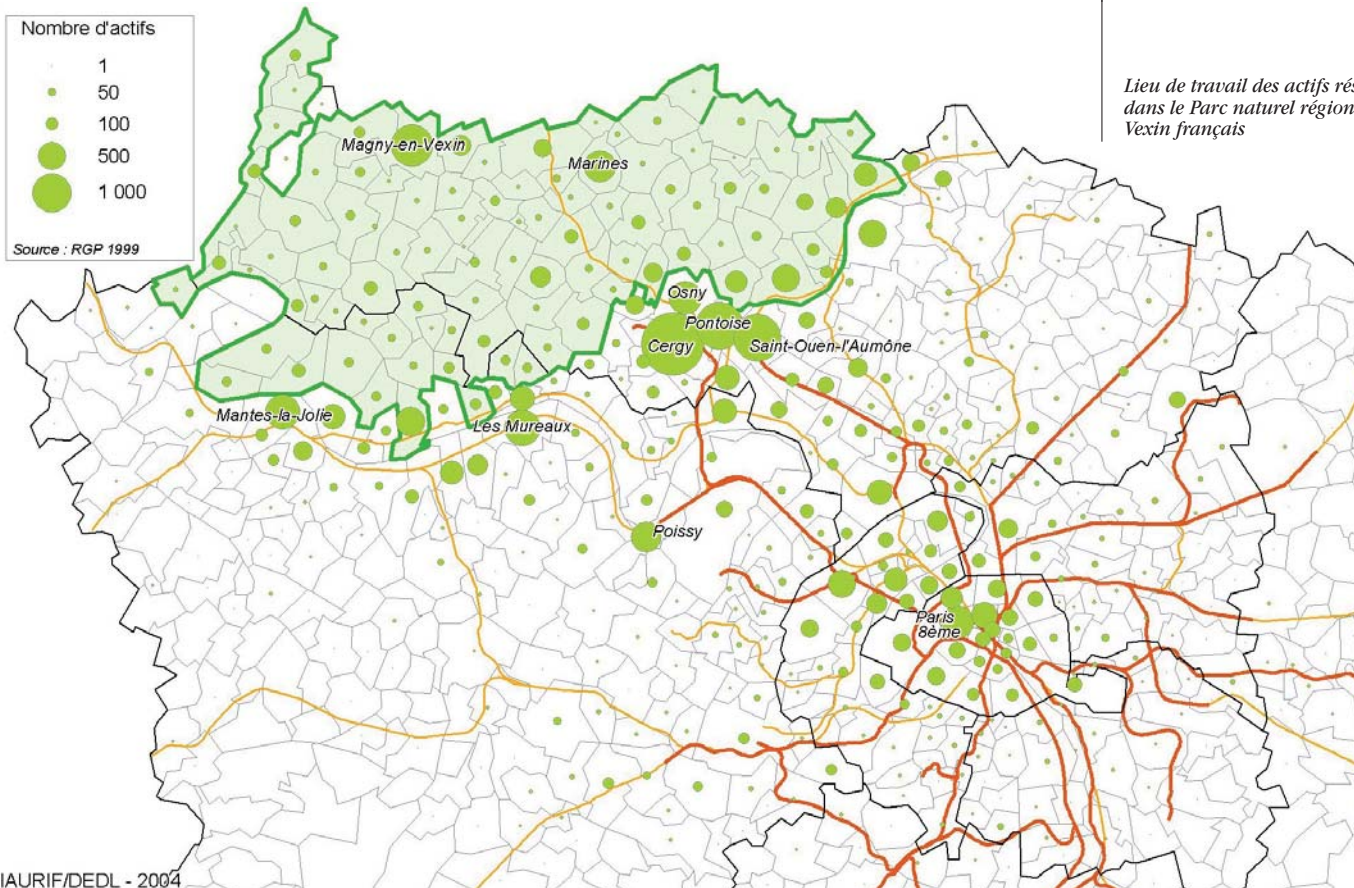 Nombre d'actifs
1
50
100
500
1 000
Source : RGP 1999
Lieu de travail des actifs
dans le Parc naturel région
Vexin français
Magny-en-Vexin
Marines
Osny
Pontoise
Cergy
Saint-Ouen-l'Aumône
Mantes-la-Jolie
Les Mureaux
Poissy
Paris
8ème
IAURIF/DEDL - 2004